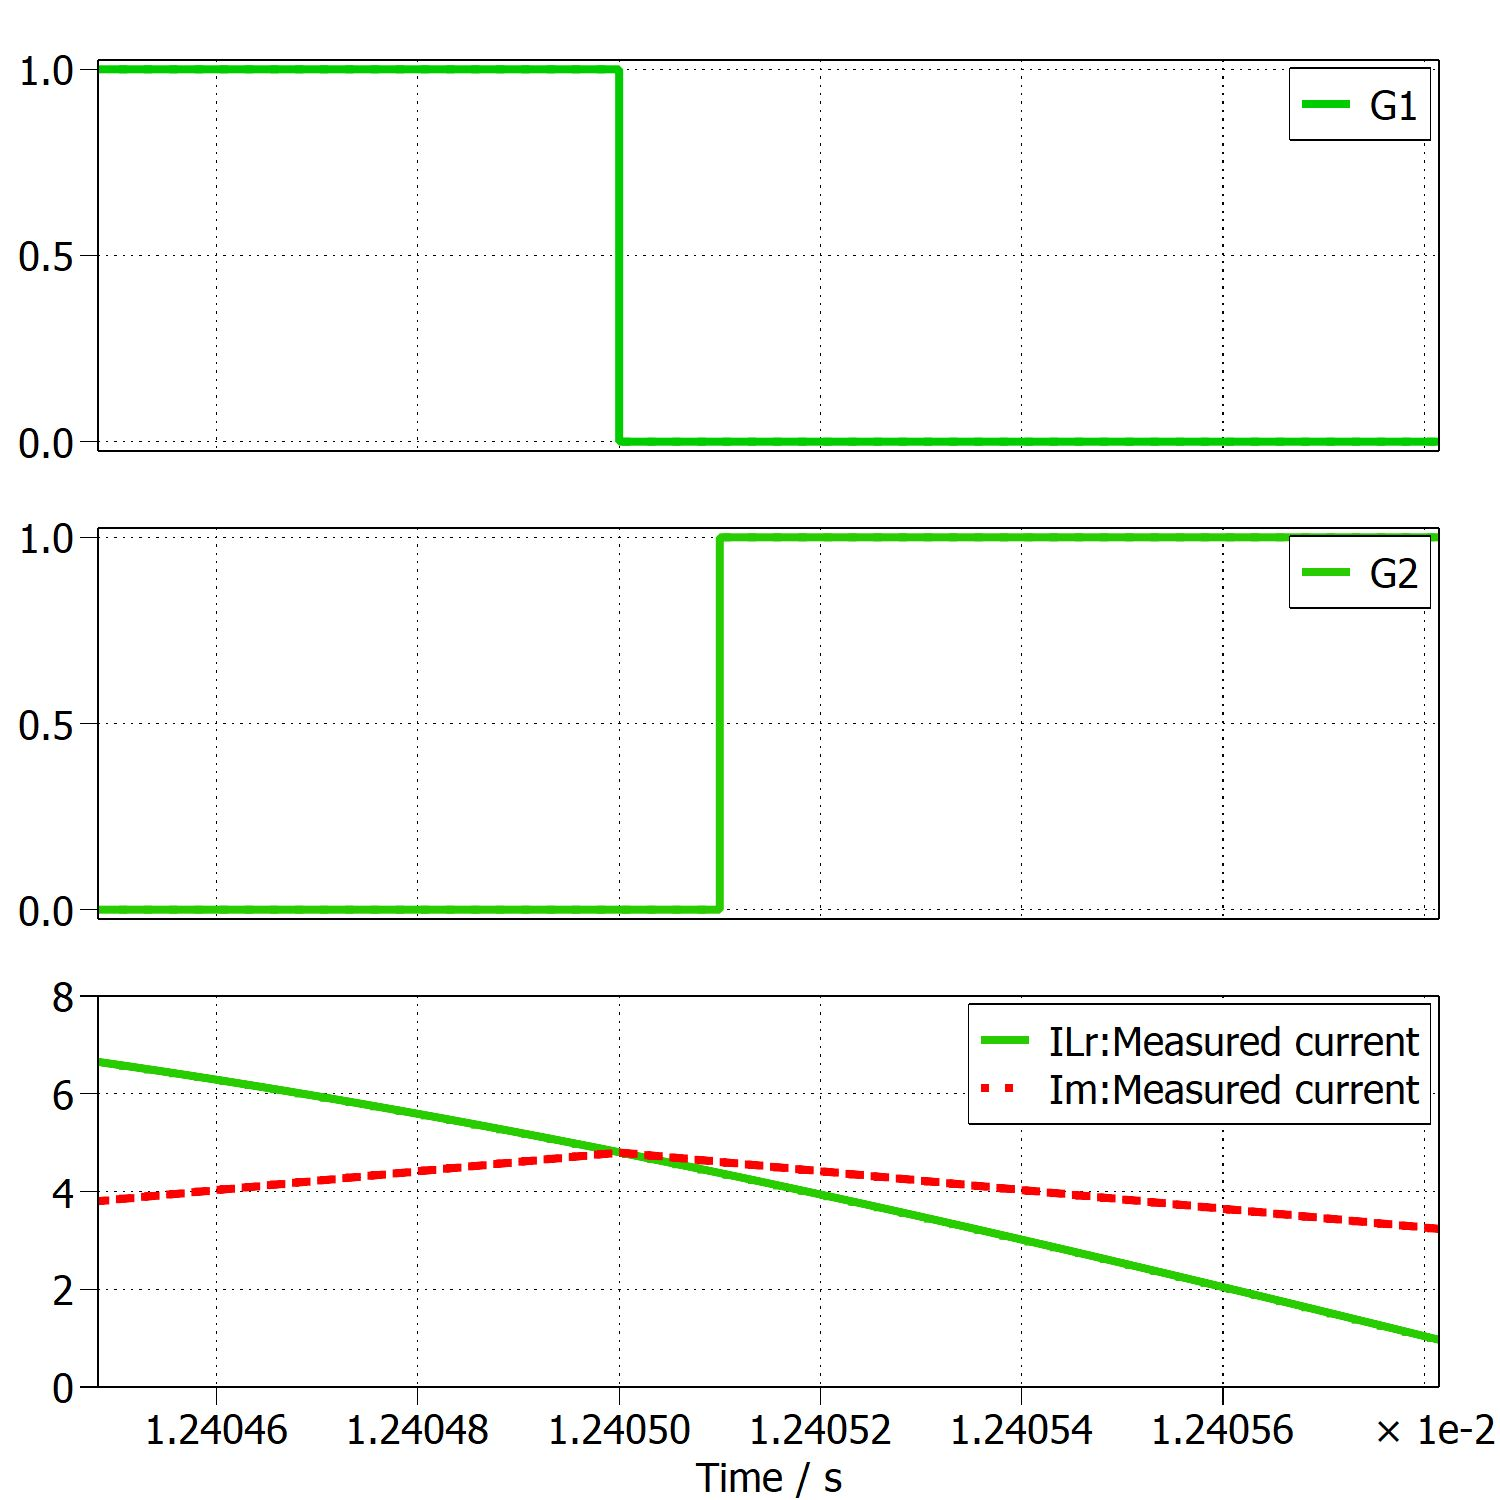 1.0
G1
0.5
0.0
1.0
G2
0.5
0.0
8
ILr:Measured current
6
Im:Measured current
4
2
0
1.24046 1.24048 1.24050 1.24052 1.24054 1.24056 × 1e-2
Time / s